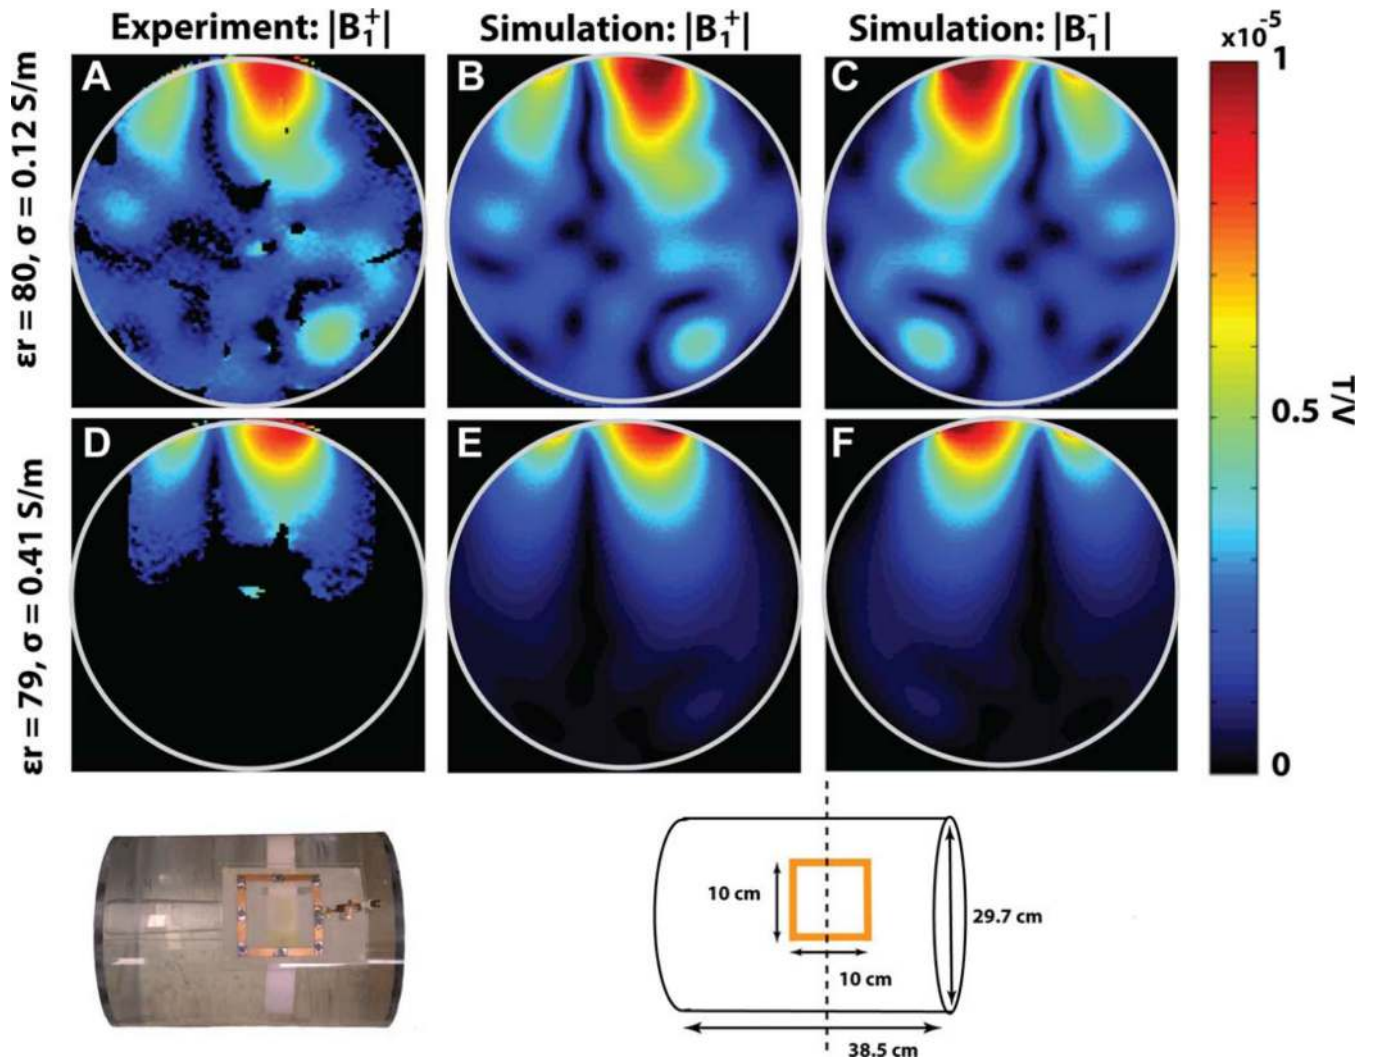 Experiment: |B₁⁺|
Simulation: |B₁⁺|
Simulation: |B₁⁻|
x10⁻⁵
εr = 80, σ = 0.12 S/m
A
B
C
1
0.5
T/V
0
εr = 79, σ = 0.41 S/m
D
E
F
10 cm
10 cm
29.7 cm
38.5 cm